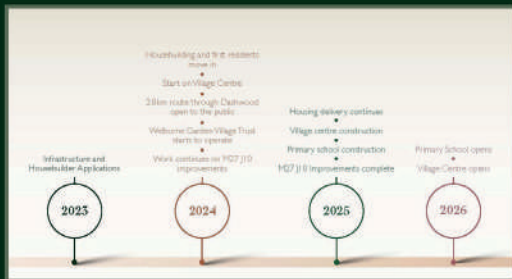 Infrastructure and
Housebuilder Applications
2023
Housebuilding and first residents
move in
Start on Village Centre
2.8km route through Dashwood
open to the public
Welborne Garden Village Trust
starts to operate
Work continues on M27 J10
improvements
2024
Housing delivery continues
Village centre construction
Primary school construction
M27 J10 Improvements complete
2025
Primary School opens
Village Centre opens
2026